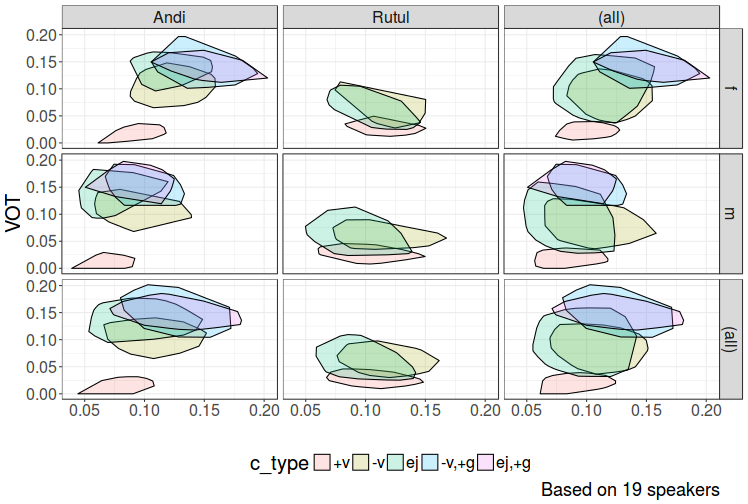 Andi Rutul (all)
0.20
0.15
0.10
0.05
0.00
f
0.20
0.15
0.10
0.05
0.00
m
VOT
0.20
0.15
0.10
0.05
0.00
(all)
0.05 0.10 0.15 0.20 0.05 0.10 0.15 0.20 0.05 0.10 0.15 0.20
c_type +v -v ej -v,+g ej,+g
Based on 19 speakers